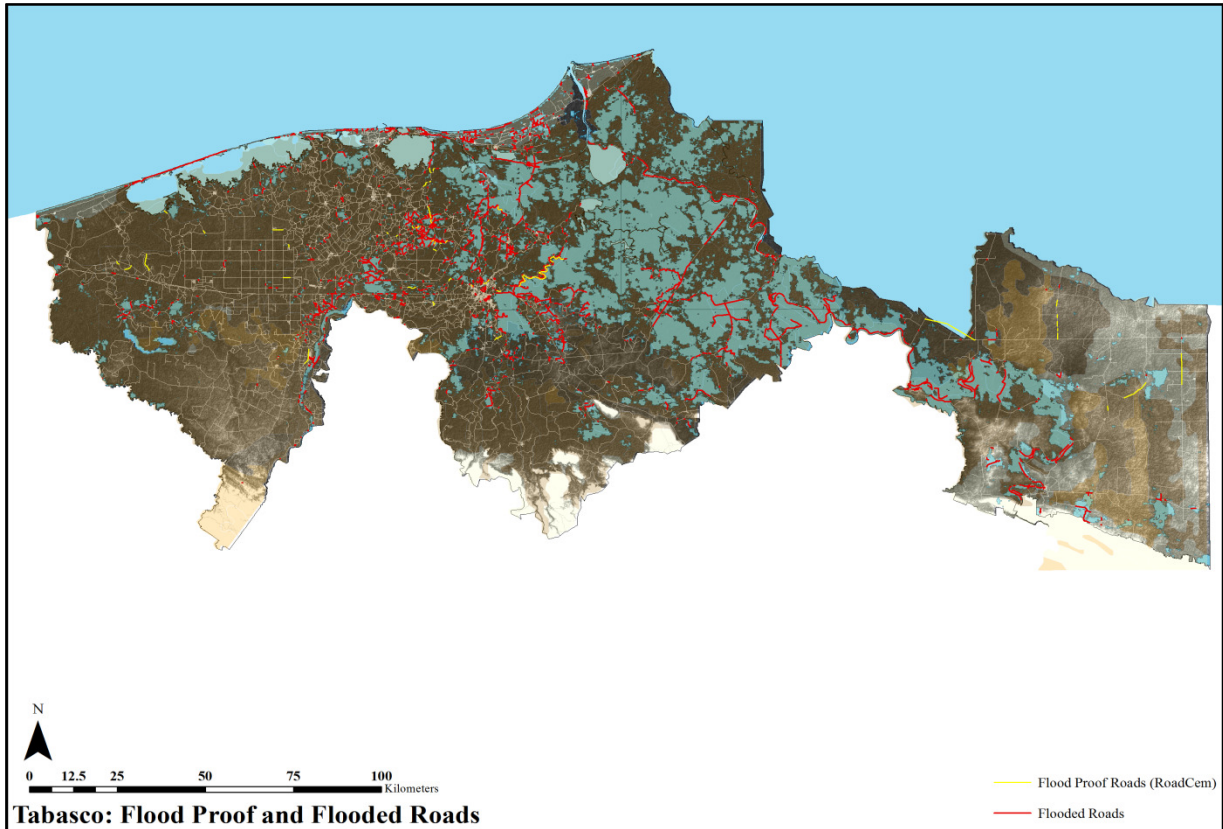 N
0 12.5 25 50 75 100
Kilometers
Tabasco: Flood Proof and Flooded Roads
Flood Proof Roads (RoadCem)
Flooded Roads